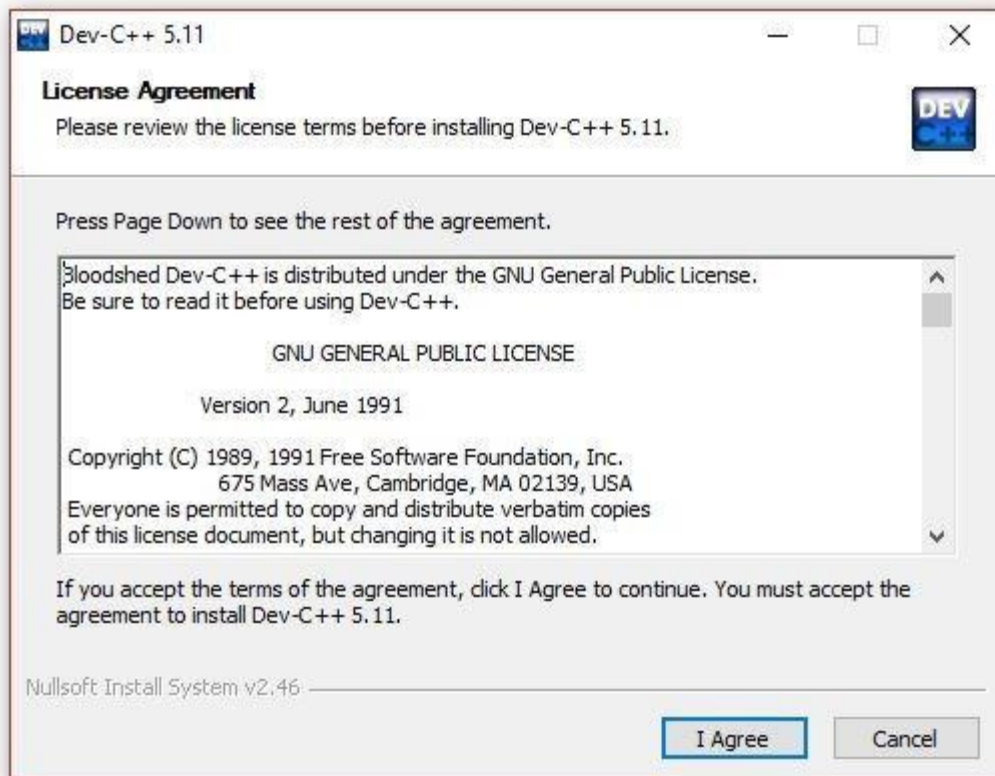 DEV C++ Dev-C++ 5.11
License Agreement
Please review the license terms before installing Dev-C++ 5.11.
DEV
C++
Press Page Down to see the rest of the agreement.
Bloodshed Dev-C++ is distributed under the GNU General Public License.
Be sure to read it before using Dev-C++.
GNU GENERAL PUBLIC LICENSE
Version 2, June 1991
Copyright (C) 1989, 1991 Free Software Foundation, Inc.
675 Mass Ave, Cambridge, MA 02139, USA
Everyone is permitted to copy and distribute verbatim copies
of this license document, but changing it is not allowed.
If you accept the terms of the agreement, click I Agree to continue. You must accept the
agreement to install Dev-C++ 5.11.
Nullsoft Install System v2.46
I Agree Cancel